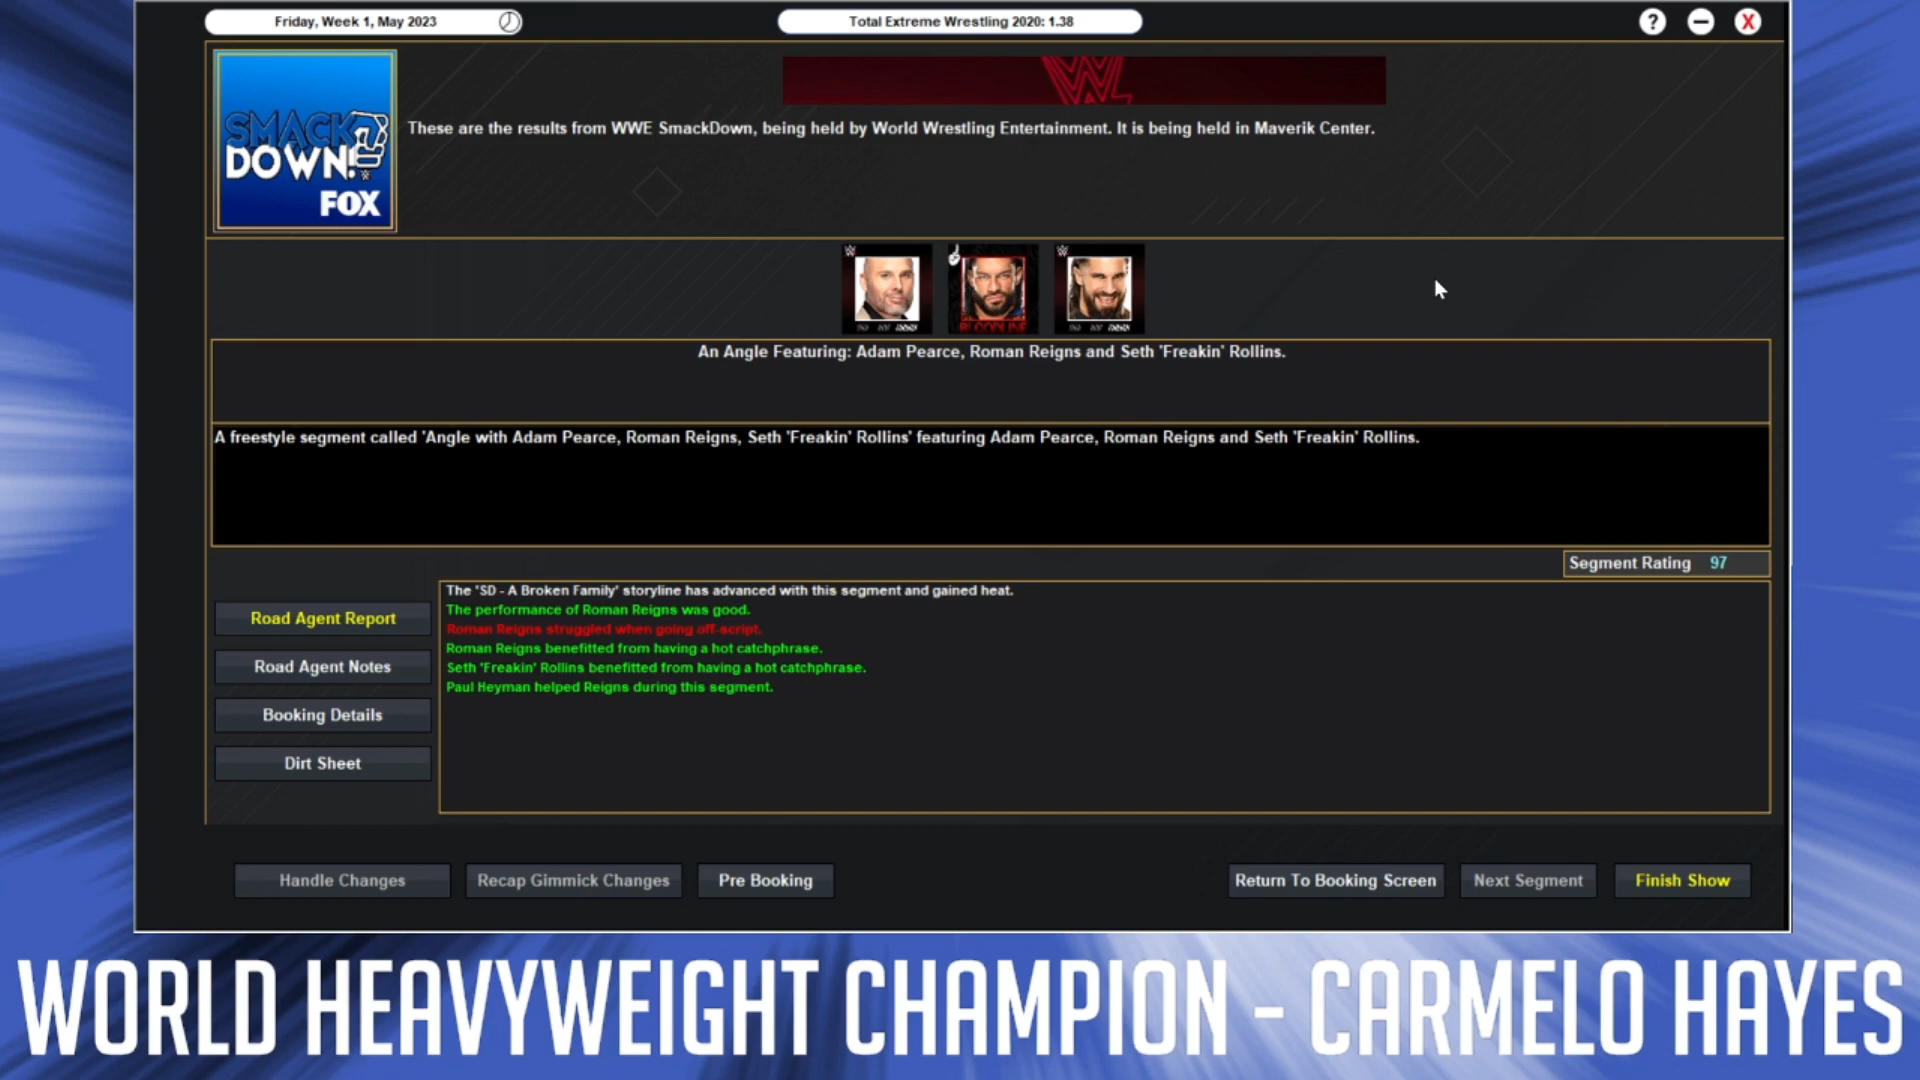 Friday, Week 1, May 2023
Total Extreme Wrestling 2020: 1.38
?
X
SMACK
DOWN!
FOX
These are the results from WWE SmackDown, being held by World Wrestling Entertainment. It is being held in Maverik Center.
BLOODLINE
An Angle Featuring: Adam Pearce, Roman Reigns and Seth 'Freakin' Rollins.
A freestyle segment called 'Angle with Adam Pearce, Roman Reigns, Seth 'Freakin' Rollins' featuring Adam Pearce, Roman Reigns and Seth 'Freakin' Rollins.
Segment Rating 97
Road Agent Report
Road Agent Notes
Booking Details
Dirt Sheet
The 'SD - A Broken Family' storyline has advanced with this segment and gained heat.
The performance of Roman Reigns was good.
Roman Reigns struggled when going off-script.
Roman Reigns benefitted from having a hot catchphrase.
Seth 'Freakin' Rollins benefitted from having a hot catchphrase.
Paul Heyman helped Reigns during this segment.
Handle Changes
Recap Gimmick Changes
Pre Booking
Return To Booking Screen
Next Segment
Finish Show
WORLD HEAVYWEIGHT CHAMPION - CARMELO HAYES